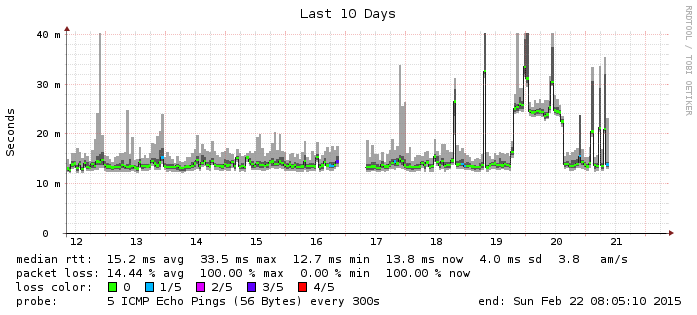 Last 10 Days
RRDTOOL / TOBI OETIKER
Seconds
40 m
30 m
20 m
10 m
0
12 13 14 15 16 17 18 19 20 21
median rtt: 15.2 ms avg 33.5 ms max 12.7 ms min 13.8 ms now 4.0 ms sd 3.8 am/s
packet loss: 14.44 % avg 100.00 % max 0.00 % min 100.00 % now
loss color: 0 1/5 2/5 3/5 4/5
probe: 5 ICMP Echo Pings (56 Bytes) every 300s end: Sun Feb 22 08:05:10 2015